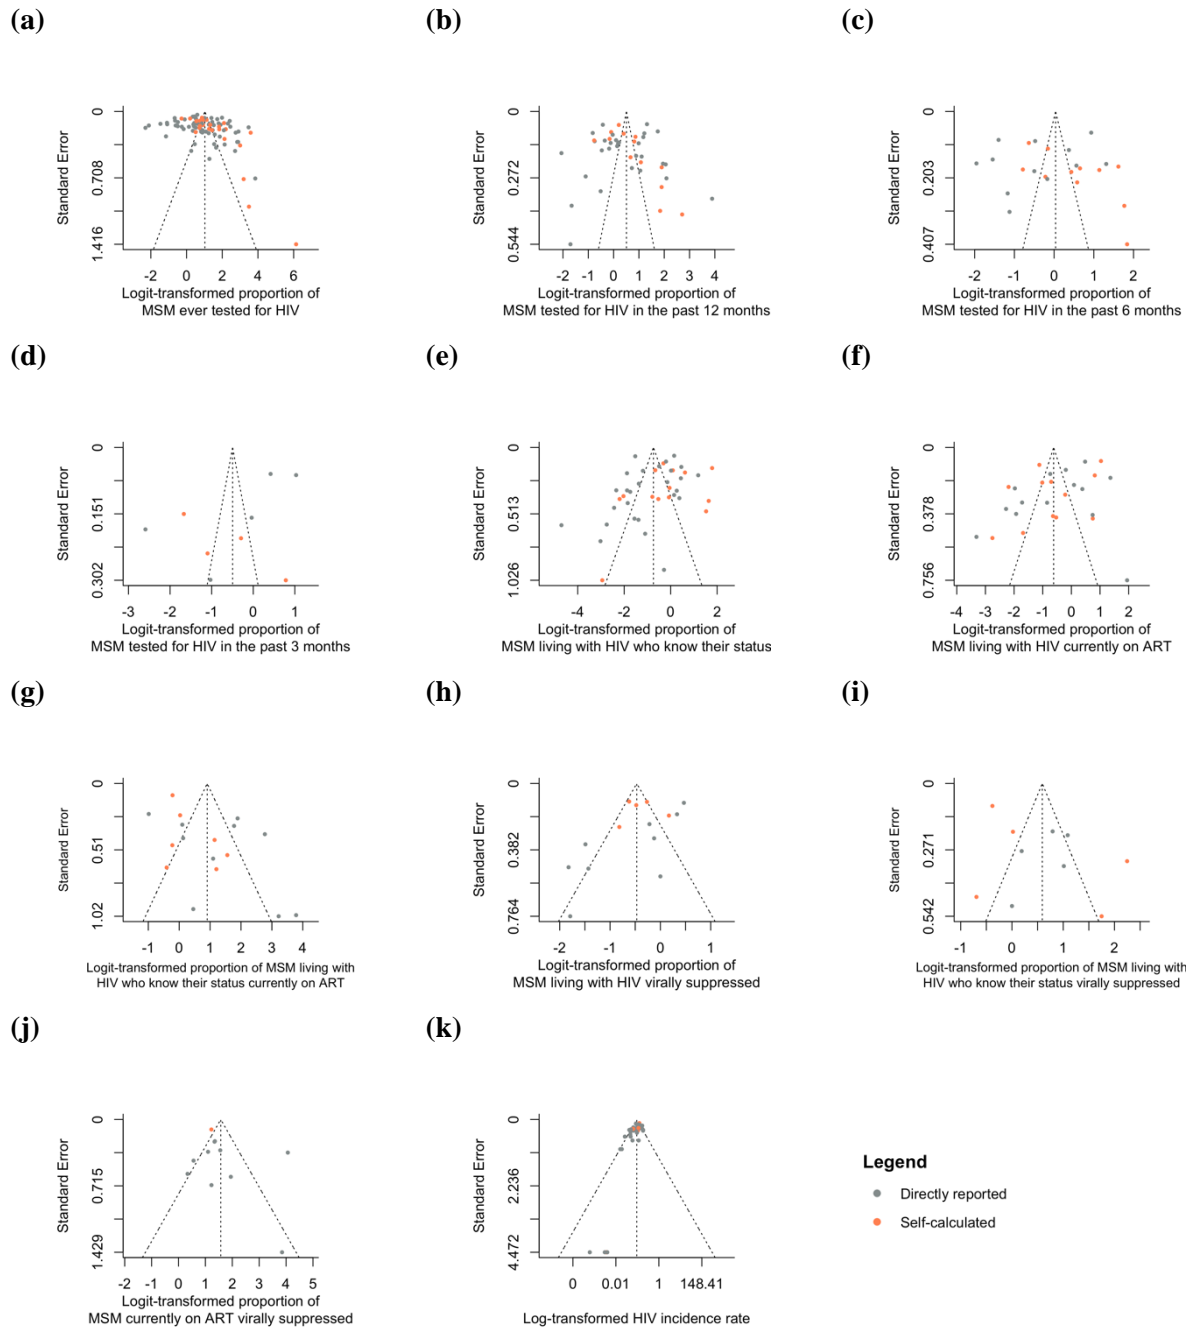 (a)
(b)
(c)
Standard Error
0
0.708
1.416
-2 0 2 4 6
Logit-transformed proportion of
MSM ever tested for HIV
Standard Error
0
0.272
0.544
-2 -1 0 1 2 3 4
Logit-transformed proportion of
MSM tested for HIV in the past 12 months
Standard Error
0
0.203
0.407
-2 -1 0 1 2
Logit-transformed proportion of
MSM tested for HIV in the past 6 months
(d)
(e)
(f)
Standard Error
0
0.151
0.302
-3 -2 -1 0 1
Logit-transformed proportion of
MSM tested for HIV in the past 3 months
Standard Error
0
0.513
1.026
-4 -2 0 2
Logit-transformed proportion of
MSM living with HIV who know their status
Standard Error
0
0.378
0.756
-4 -3 -2 -1 0 1 2
Logit-transformed proportion of
MSM living with HIV currently on ART
(g)
(h)
(i)
Standard Error
0
0.51
1.02
-1 0 1 2 3 4
Logit-transformed proportion of MSM living with
HIV who know their status currently on ART
Standard Error
0
0.382
0.764
-2 -1 0 1
Logit-transformed proportion of
MSM living with HIV virally suppressed
Standard Error
0
0.271
0.542
-1 0 1 2
Logit-transformed proportion of MSM living with
HIV who know their status virally suppressed
(j)
(k)
Standard Error
0
0.715
1.429
-2 -1 0 1 2 3 4 5
Logit-transformed proportion of
MSM currently on ART virally suppressed
Standard Error
0
2.236
4.472
0 0.01 1 148.41
Log-transformed HIV incidence rate
Legend
Directly reported
Self-calculated